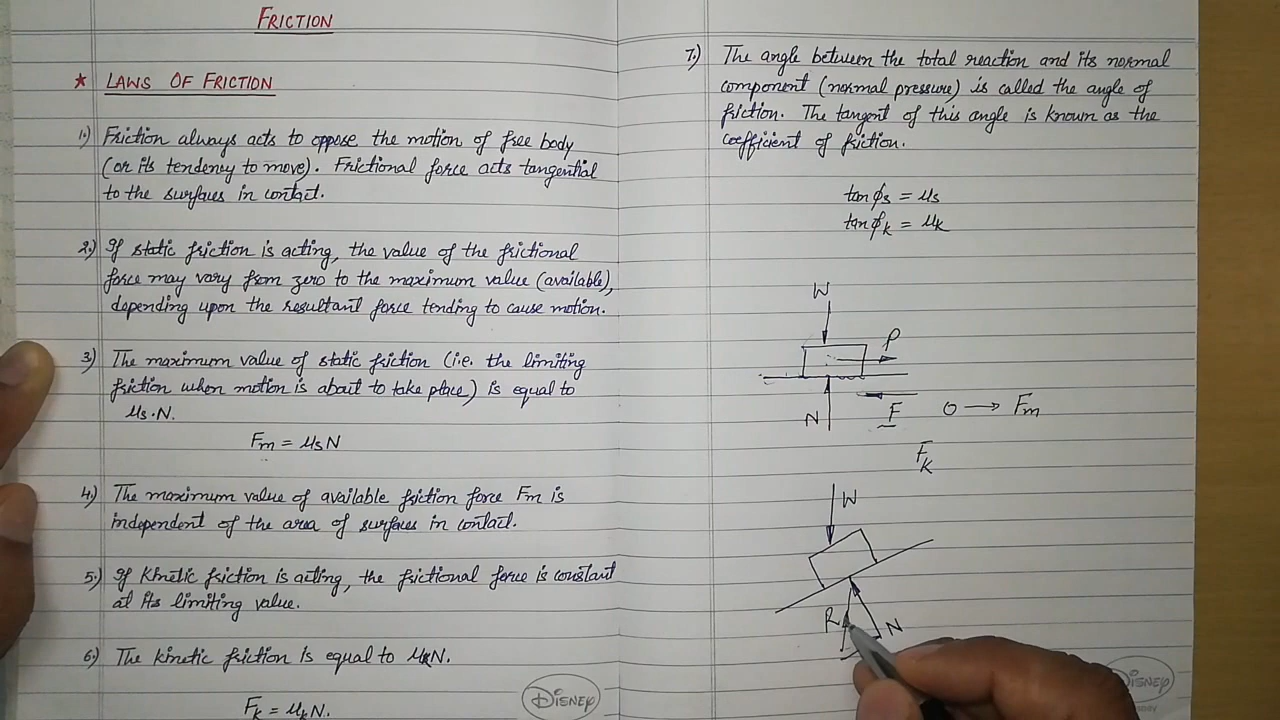 FRICTION
★ LAWS OF FRICTION
1.) Friction always acts to oppose the motion of free body
(or its tendency to move). Frictional force acts tangential
to the surfaces in contact.
2.) If static friction is acting, the value of the frictional
force may vary from zero to the maximum value (available),
depending upon the resultant force tending to cause motion.
3.) The maximum value of static friction (i.e. the limiting
friction when motion is about to take place) is equal to
μs·N.
Fm = μsN
4.) The maximum value of available friction force Fm is
independent of the area of surfaces in contact.
5.) If Kinetic friction is acting, the frictional force is constant
at its limiting value.
6.) The kinetic friction is equal to μkN.
Fk = μkN.
DISNEY
7.) The angle between the total reaction and its normal
component (normal pressure) is called the angle of
friction. The tangent of this angle is known as the
coefficient of friction.
tanϕs = μs
tanϕk = μk
W
P
N
F 0 → Fm
Fk
W
R N
DISNEY